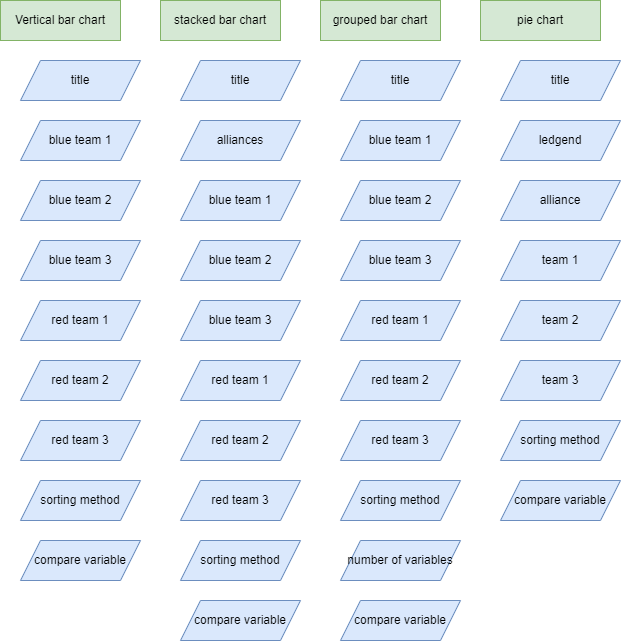 Vertical bar chart
title
blue team 1
blue team 2
blue team 3
red team 1
red team 2
red team 3
sorting method
compare variable
stacked bar chart
title
alliances
blue team 1
blue team 2
blue team 3
red team 1
red team 2
red team 3
sorting method
compare variable
grouped bar chart
title
blue team 1
blue team 2
blue team 3
red team 1
red team 2
red team 3
sorting method
number of variables
compare variable
pie chart
title
ledgend
alliance
team 1
team 2
team 3
sorting method
compare variable